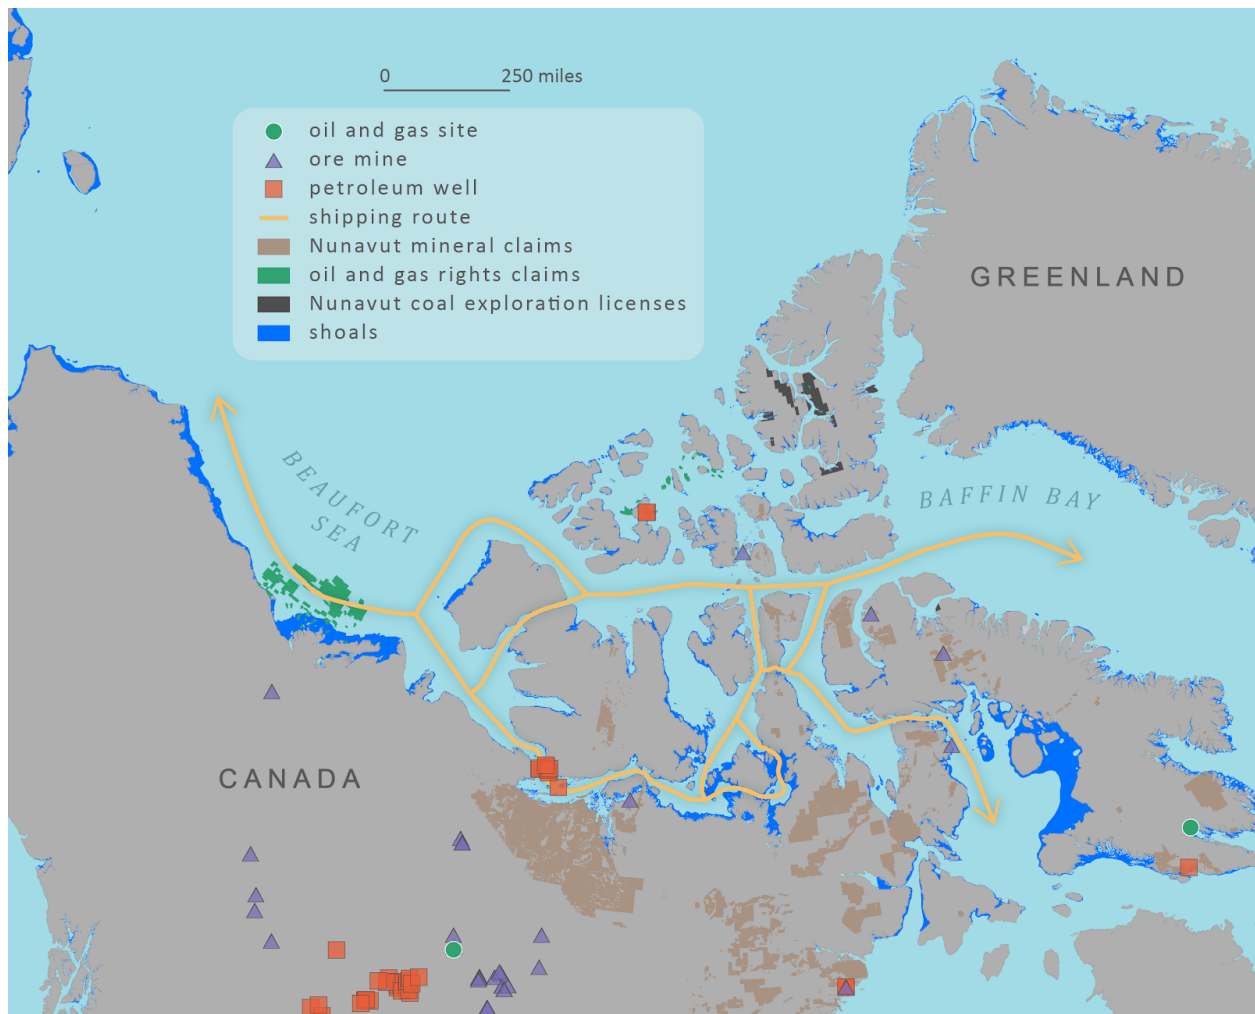 0 250 miles
oil and gas site
ore mine
petroleum well
shipping route
Nunavut mineral claims
oil and gas rights claims
Nunavut coal exploration licenses
shoals
GREENLAND
BEAUFORT
SEA
BAFFIN BAY
CANADA